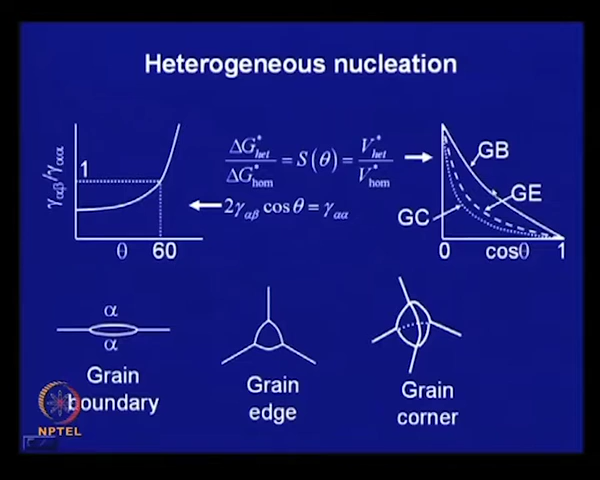 Heterogeneous nucleation
γαβ/γαα
1
θ 60
ΔG*het / ΔG*hom = S(θ) = V*het / V*hom
2γαβ cosθ = γαα
GB
GE
GC
0 cosθ 1
α
α
Grain
boundary
Grain
edge
Grain
corner
NPTEL